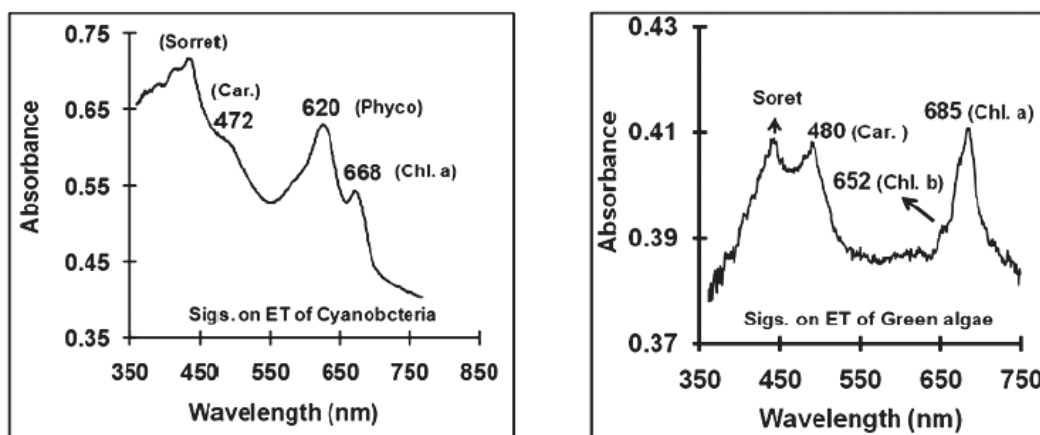 0.75
0.65
0.55
0.45
0.35
Absorbance
(Sorret)
(Car.)
472
620 (Phyco)
668 (Chl. a)
Sigs. on ET of Cyanobcteria
350 450 550 650 750 850
Wavelength (nm)
0.43
0.41
0.39
0.37
Absorbance
Soret
480 (Car. )
685 (Chl. a)
652 (Chl. b)
Sigs. on ET of Green algae
350 450 550 650 750
Wavelength (nm)